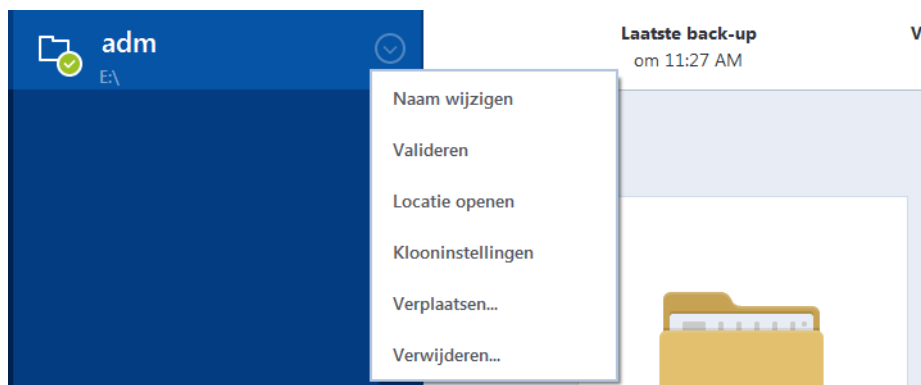 adm
E:\
Laatste back-up
om 11:27 AM
V
Naam wijzigen
Valideren
Locatie openen
Klooninstellingen
Verplaatsen...
Verwijderen...